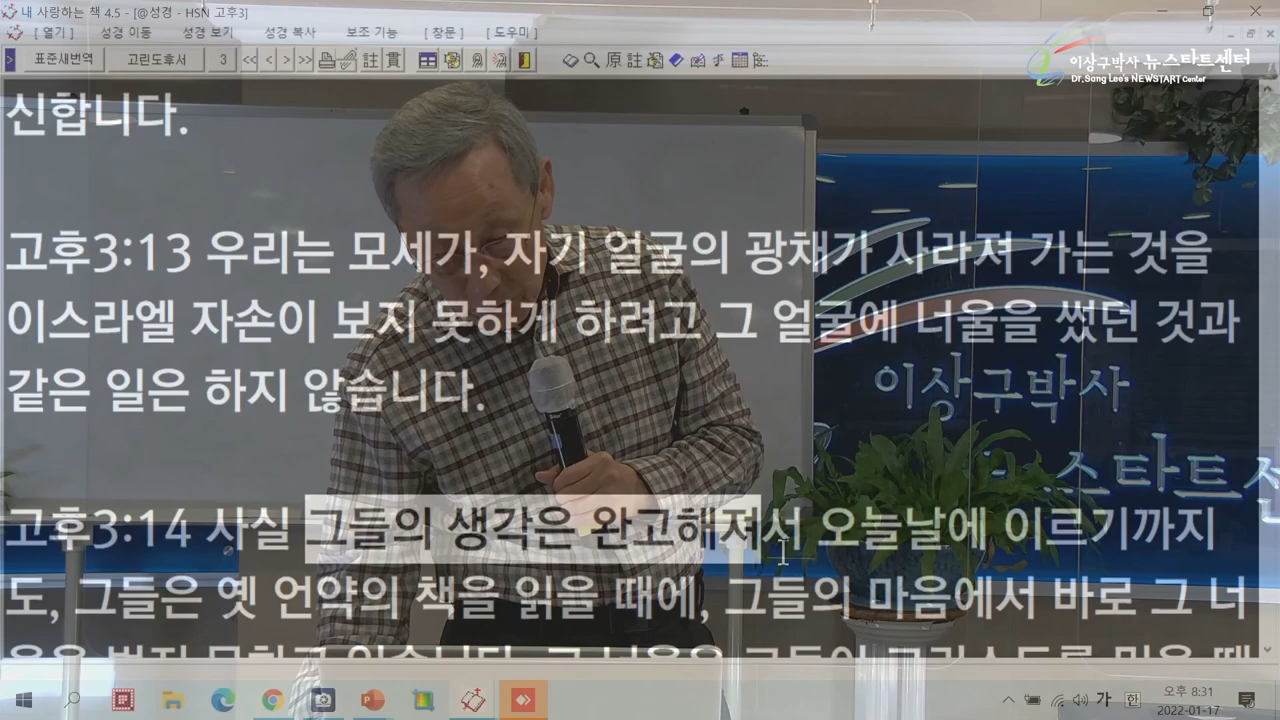 내 사랑하는 책 4.5 - [@성경 - HSN 고후3]
[ 열기 ] 성경 이동 성경 보기 성경 복사 보조 기능 [ 창문 ] [ 도우미 ]
> 표준새번역 고린도후서 3 << < > >> 註 貫 原 註
이상구박사 뉴스타트센터
Dr. Sang Lee's NEWSTART Center
신합니다.
고후3:13 우리는 모세가, 자기 얼굴의 광채가 사라져 가는 것을
이스라엘 자손이 보지 못하게 하려고 그 얼굴에 너울을 썼던 것과
같은 일은 하지 않습니다.
이상구박사
스타트
고후3:14 사실 그들의 생각은 완고해져서 오늘날에 이르기까지
도, 그들은 옛 언약의 책을 읽을 때에, 그들의 마음에서 바로 그 너
가 한 오후 8:31
2022-01-17